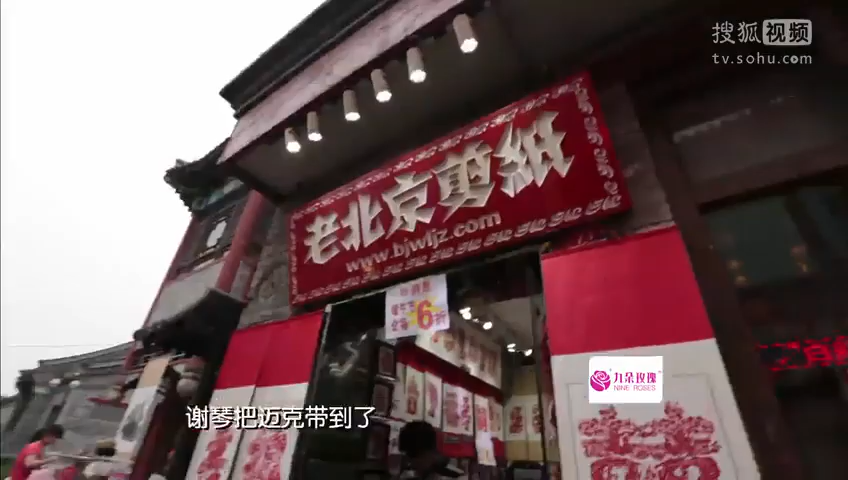 搜狐视频
tv.sohu.com
老北京剪纸
www.bjwljz.com
6折
九朵玫瑰
NINE ROSES
谢琴把迈克带到了